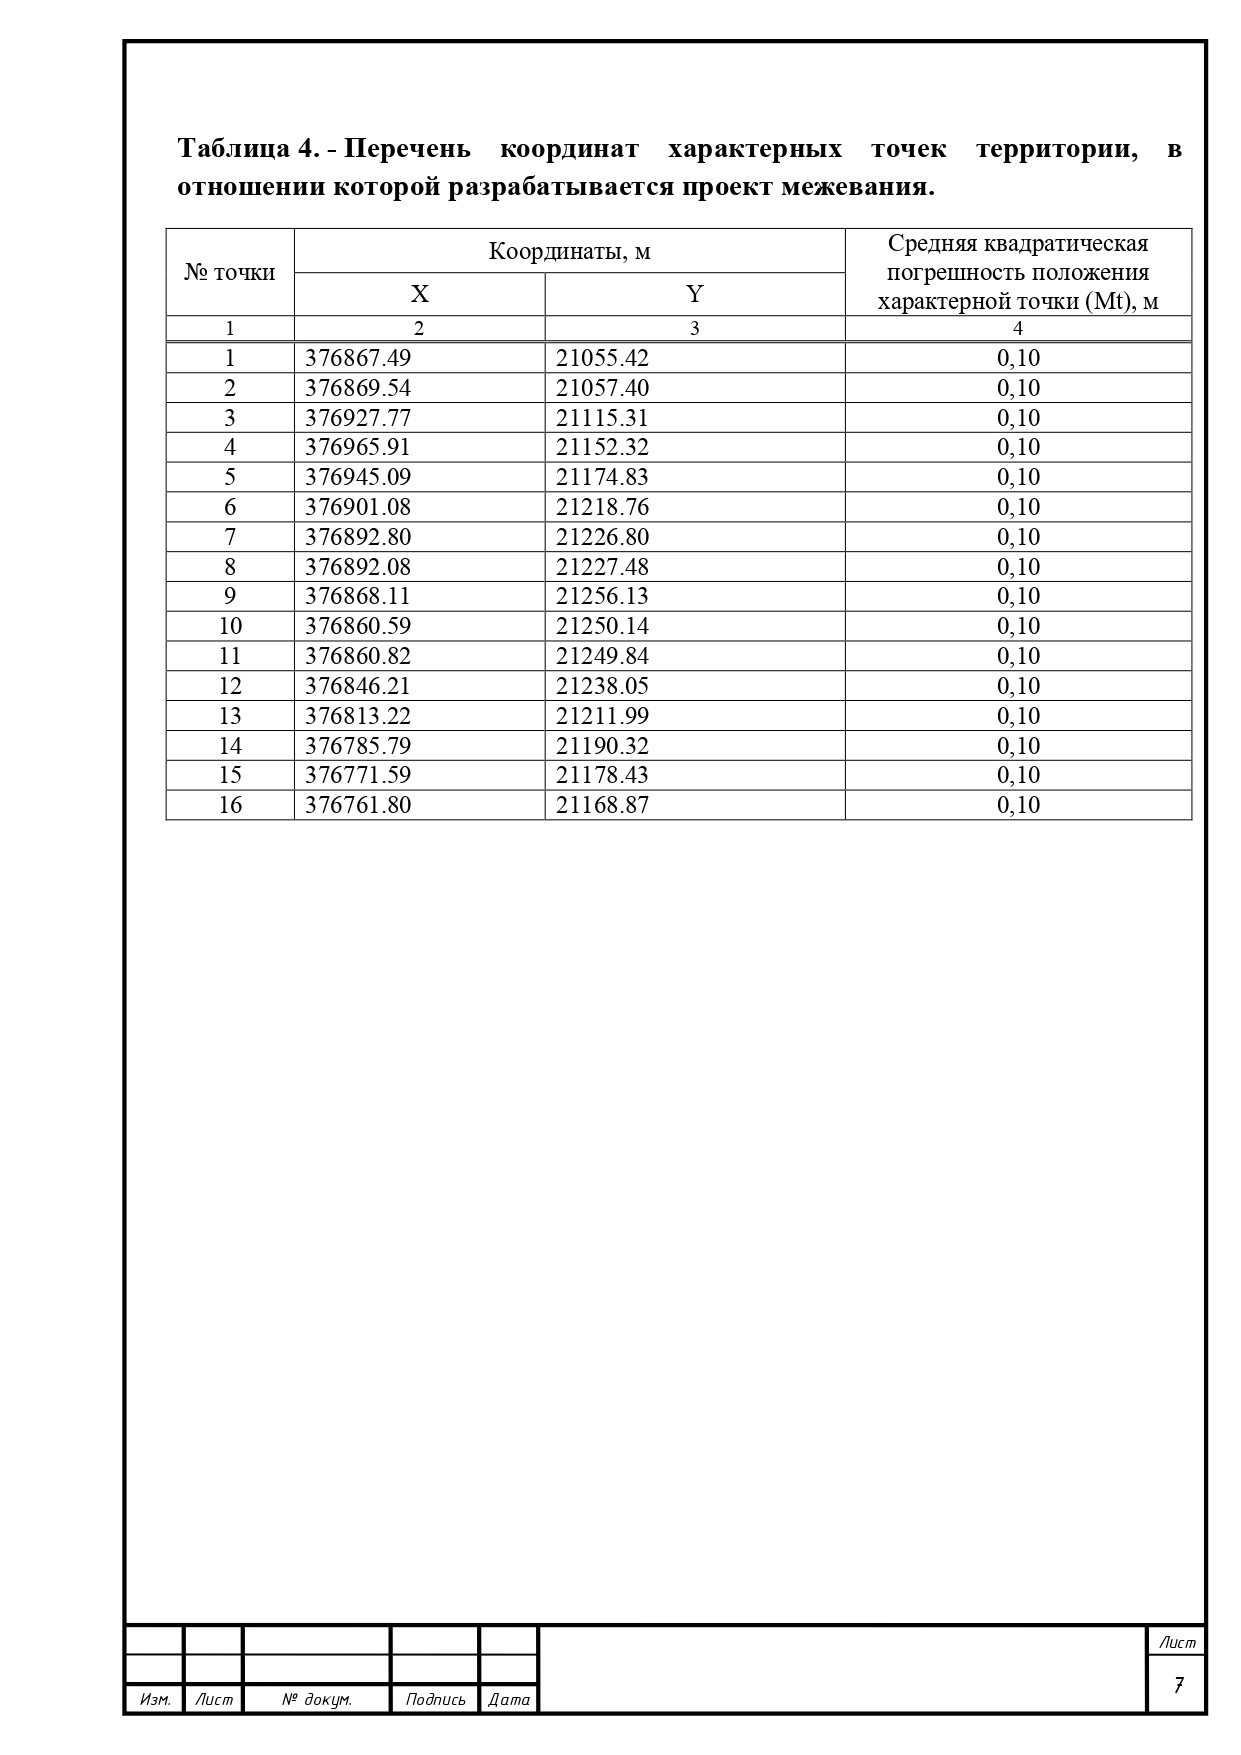 Таблица 4. - Перечень координат характерных точек территории, в
отношении которой разрабатывается проект межевания.
№ точки
Координаты, м
Средняя квадратическая
погрешность положения
характерной точки (Mt), м
X
Y
1 2 3 4
1 376867.49 21055.42 0,10
2 376869.54 21057.40 0,10
3 376927.77 21115.31 0,10
4 376965.91 21152.32 0,10
5 376945.09 21174.83 0,10
6 376901.08 21218.76 0,10
7 376892.80 21226.80 0,10
8 376892.08 21227.48 0,10
9 376868.11 21256.13 0,10
10 376860.59 21250.14 0,10
11 376860.82 21249.84 0,10
12 376846.21 21238.05 0,10
13 376813.22 21211.99 0,10
14 376785.79 21190.32 0,10
15 376771.59 21178.43 0,10
16 376761.80 21168.87 0,10
Лист
7
Изм. Лист № докум. Подпись Дата